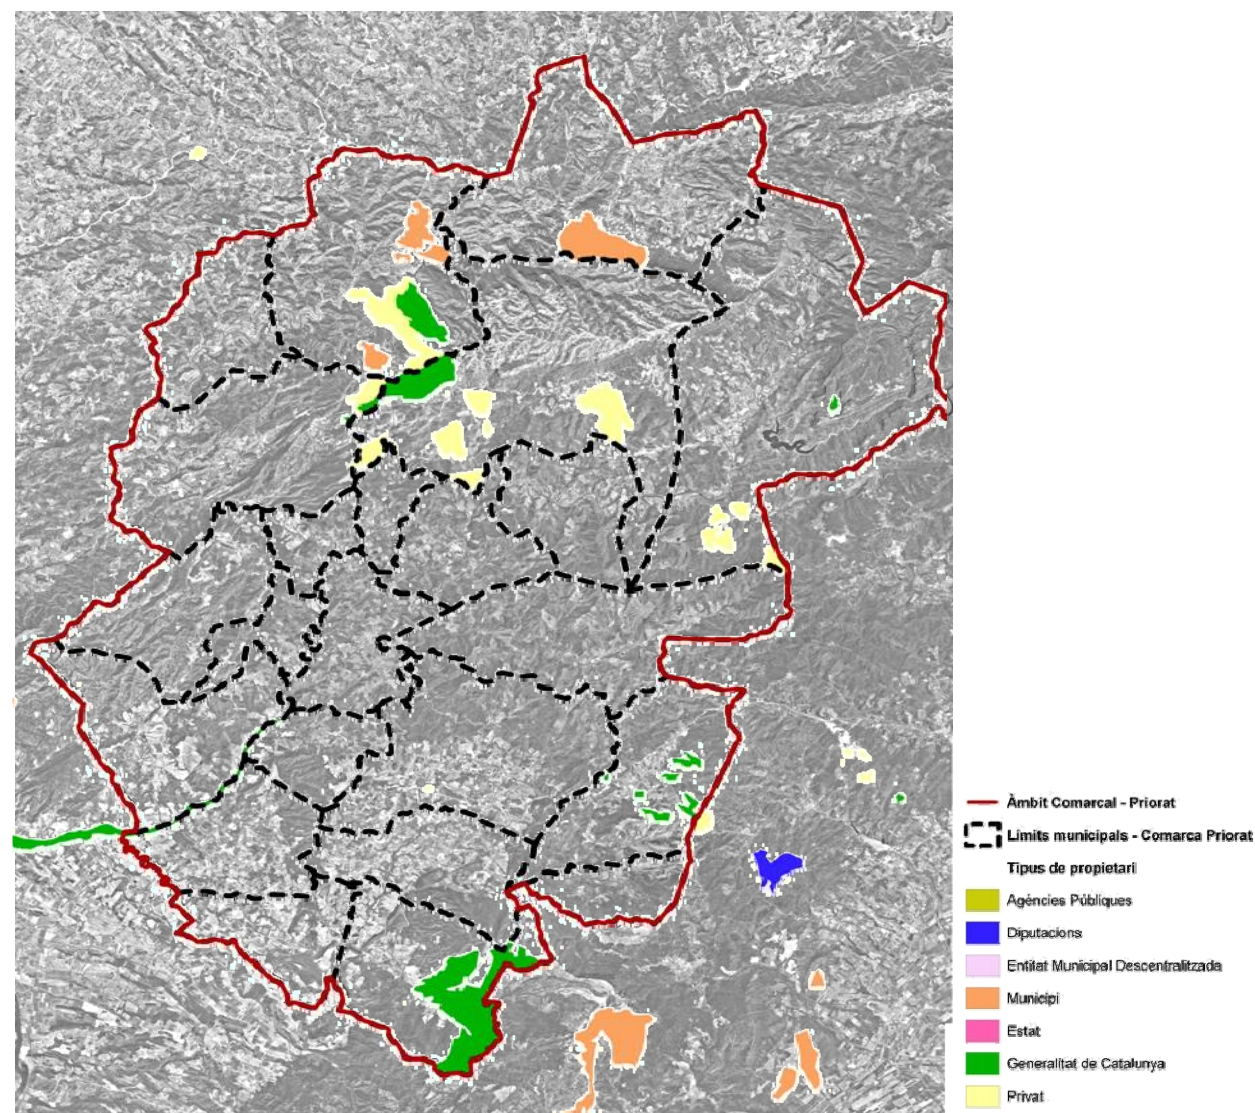 Àmbit Comarcal - Priorat
Límits municipals - Comarca Priorat
Tipus de propietari
Agències Públiques
Diputacions
Entitat Municipal Descentralitzada
Municipi
Estat
Generalitat de Catalunya
Privat